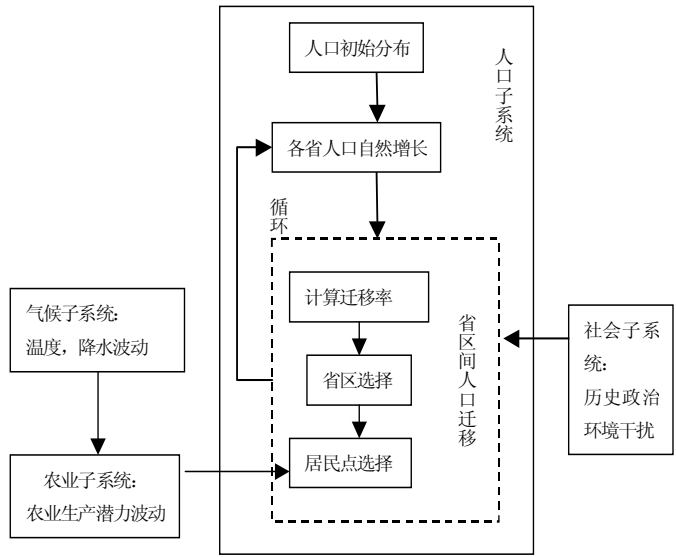 人口初始分布
人口子系统
各省人口自然增长
循环
计算迁移率
省区选择
居民点选择
省区间人口迁移
气候子系统:
温度，降水波动
农业子系统:
农业生产潜力波动
社会子系
统:
历史政治
环境干扰